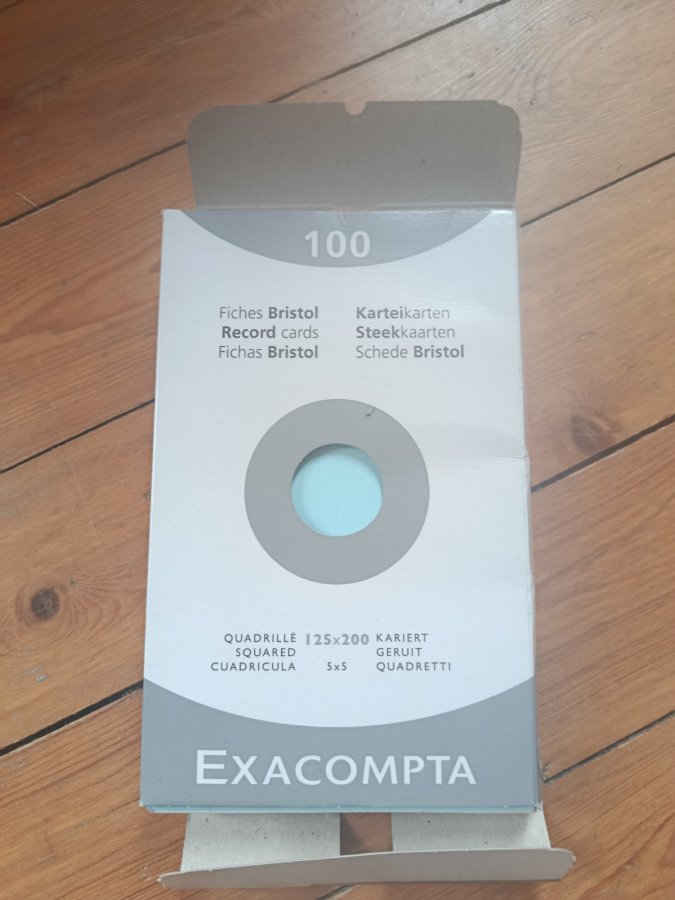 100
Fiches Bristol Karteikarten
Record cards Steekkaarten
Fichas Bristol Schede Bristol
QUADRILLÉ 125x200 KARIERT
SQUARED GERUIT
CUADRICULA 5x5 QUADRETTI
EXACOMPTA